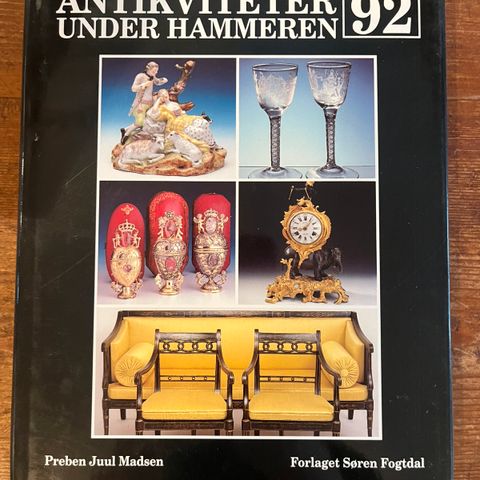 ANTIKVITETER
UNDER HAMMEREN 92
Preben Juul Madsen
Forlaget Søren Fogtdal